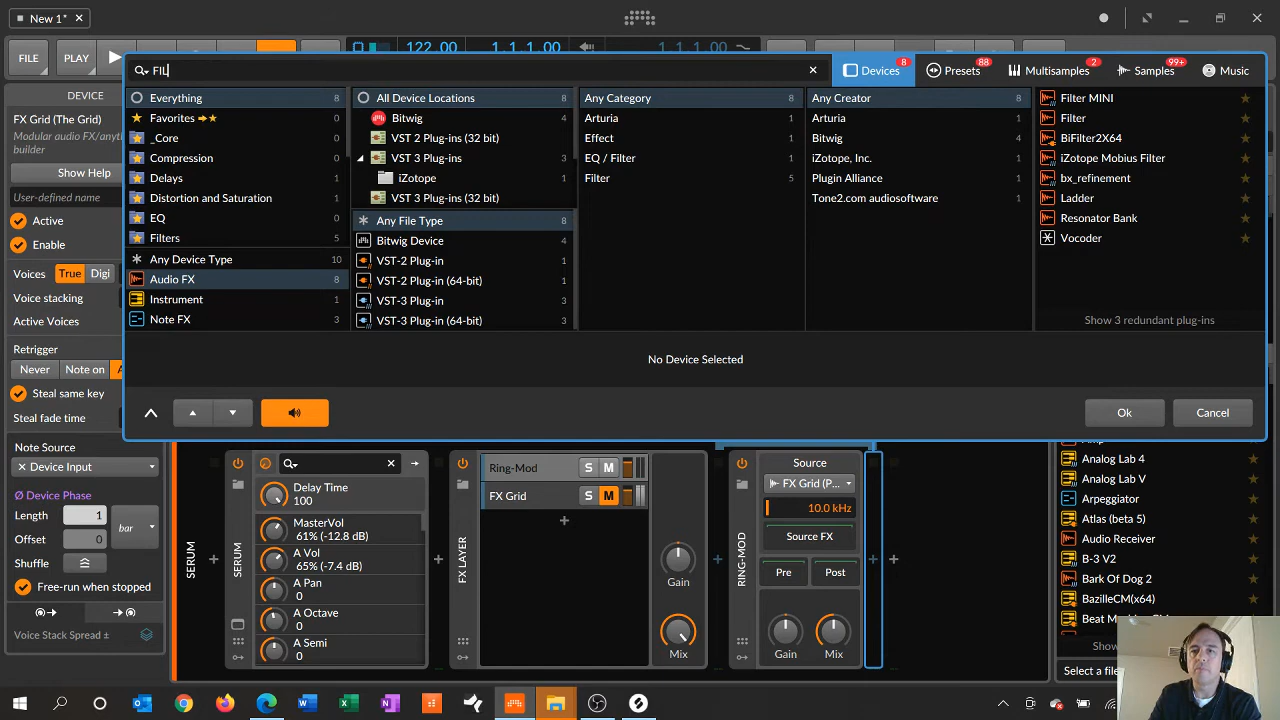 New 1*
FILE
PLAY
122.00
1.1.1.00
1.1.1.00
DEVICE
FX Grid (The Grid)
Modular audio FX/anyth
builder
Show Help
User-defined name
Active
Enable
Voices
True
Digi
Voice stacking
Active Voices
Retrigger
Never
Note on
Steal same key
Steal fade time
Note Source
Device Input
Ø Device Phase
Length
1
bar
Offset
0
Shuffle
Free-run when stopped
Voice Stack Spread ±
FIL
Devices
8
Presets
88
Multisamples
2
Samples
99+
Music
Everything 8
Favorites 0
_Core 0
Compression 0
Delays 0
Distortion and Saturation 0
EQ 0
Filters 5
Any Device Type 10
Audio FX 8
Instrument 1
Note FX 3
All Device Locations 8
Bitwig 4
VST 2 Plug-ins (32 bit) 1
VST 3 Plug-ins 3
iZotope 1
VST 3 Plug-ins (32 bit) 1
Any File Type 8
Bitwig Device 4
VST-2 Plug-in 1
VST-2 Plug-in (64-bit) 1
VST-3 Plug-in 3
VST-3 Plug-in (64-bit) 3
Any Category 8
Arturia 1
Effect 1
EQ / Filter 1
Filter 5
Any Creator 8
Arturia 1
Bitwig 4
iZotope, Inc. 1
Plugin Alliance 1
Tone2.com audiosoftware 1
Filter MINI
Filter
BiFilter2X64
iZotope Mobius Filter
bx_refinement
Ladder
Resonator Bank
Vocoder
Show 3 redundant plug-ins
No Device Selected
Ok
Cancel
SERUM
SERUM
Delay Time
100
MasterVol
61% (-12.8 dB)
A Vol
65% (-7.4 dB)
A Pan
0
A Octave
0
A Semi
0
FX LAYER
Ring-Mod
S
M
FX Grid
S
M
Gain
Mix
RING-MOD
Source
FX Grid (P...
10.0 kHz
Source FX
Pre
Post
Gain
Mix
Analog Lab 4
Analog Lab V
Arpeggiator
Atlas (beta 5)
Audio Receiver
B-3 V2
Bark Of Dog 2
BazilleCM(x64)
Select a file